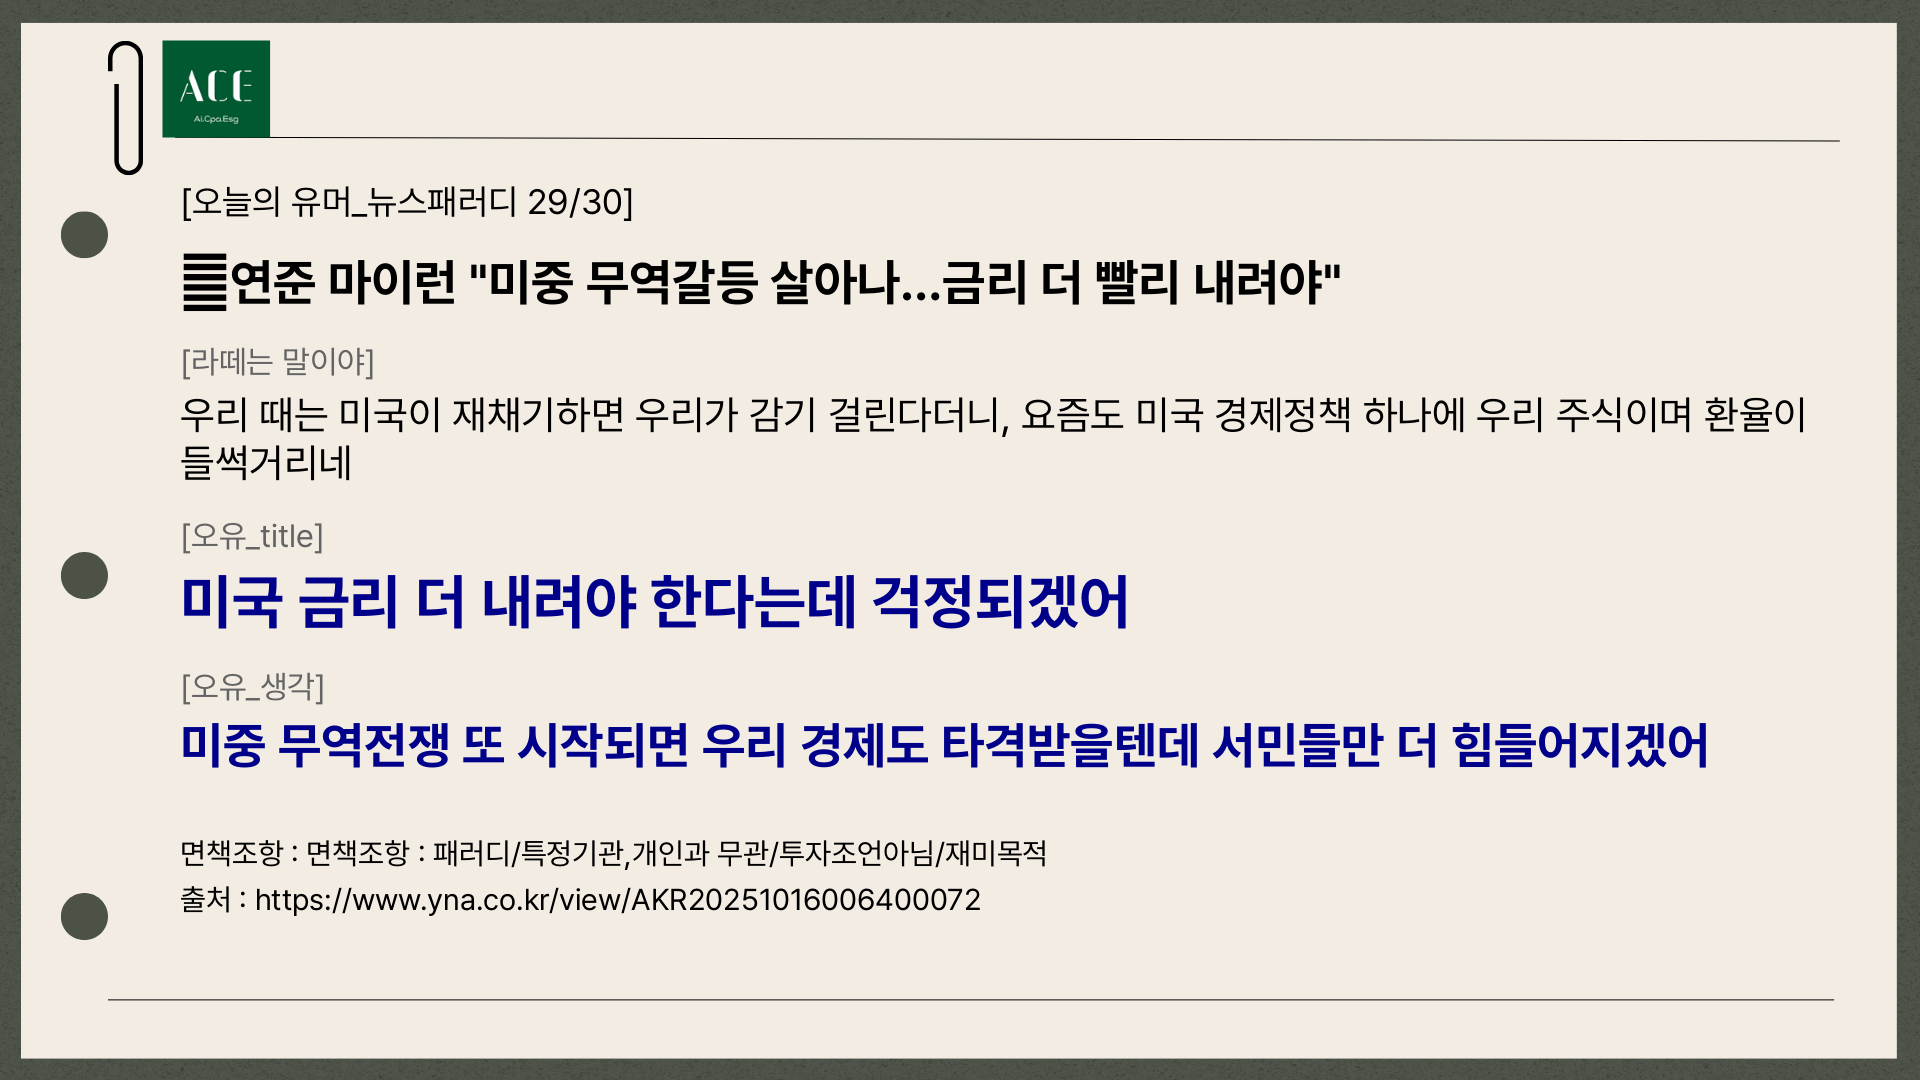 ACE
Ai.Cpa.Esg
[오늘의 유머_뉴스패러디 29/30]
䷀연준 마이런 "미중 무역갈등 살아나...금리 더 빨리 내려야"
[라떼는 말이야]
우리 때는 미국이 재채기하면 우리가 감기 걸린다더니, 요즘도 미국 경제정책 하나에 우리 주식이며 환율이
들썩거리네
[오유_title]
미국 금리 더 내려야 한다는데 걱정되겠어
[오유_생각]
미중 무역전쟁 또 시작되면 우리 경제도 타격받을텐데 서민들만 더 힘들어지겠어
면책조항 : 면책조항 : 패러디/특정기관,개인과 무관/투자조언아님/재미목적
출처 : https://www.yna.co.kr/view/AKR20251016006400072